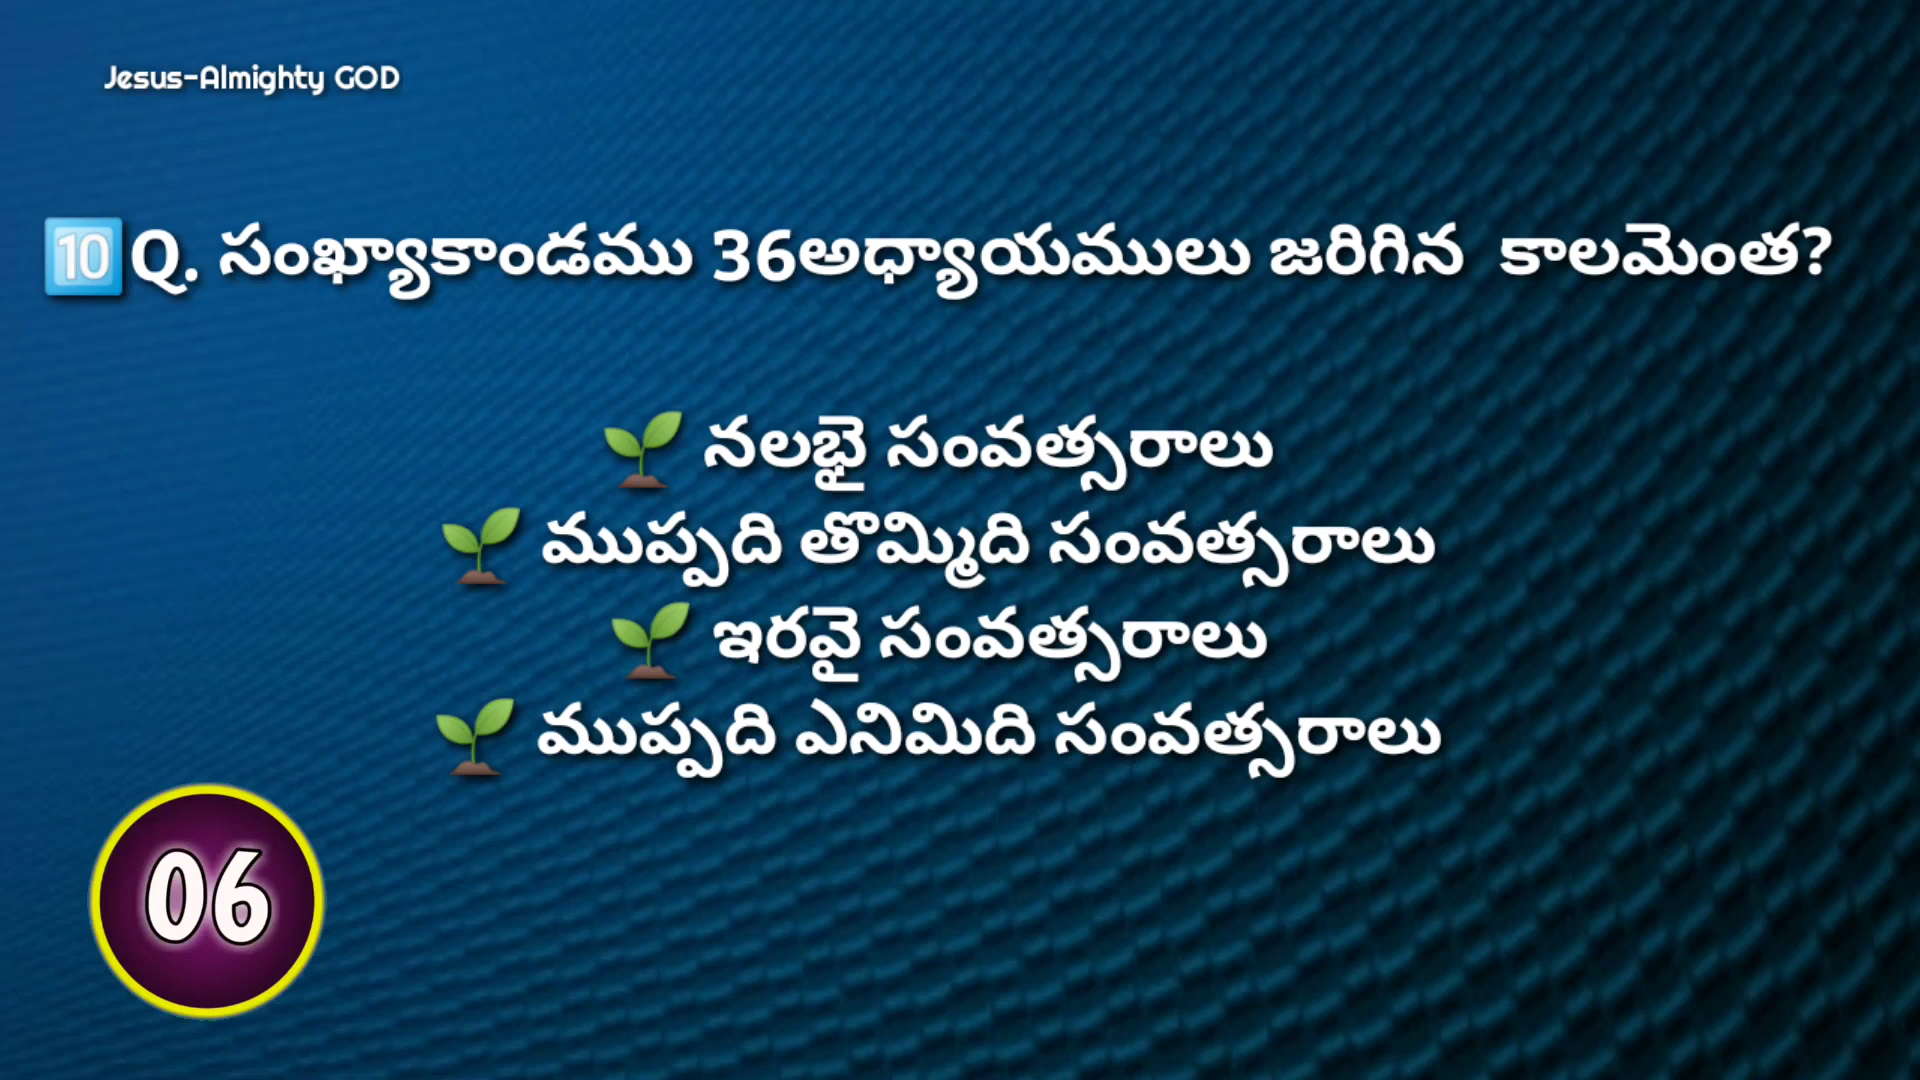 Jesus-Almighty GOD
🔟Q. సంఖ్యాకాండము 36అధ్యాయములు జరిగిన కాలమెంత?
🌱 నలభై సంవత్సరాలు
🌱 ముప్పది తొమ్మిది సంవత్సరాలు
🌱 ఇరవై సంవత్సరాలు
🌱 ముప్పది ఎనిమిది సంవత్సరాలు
06